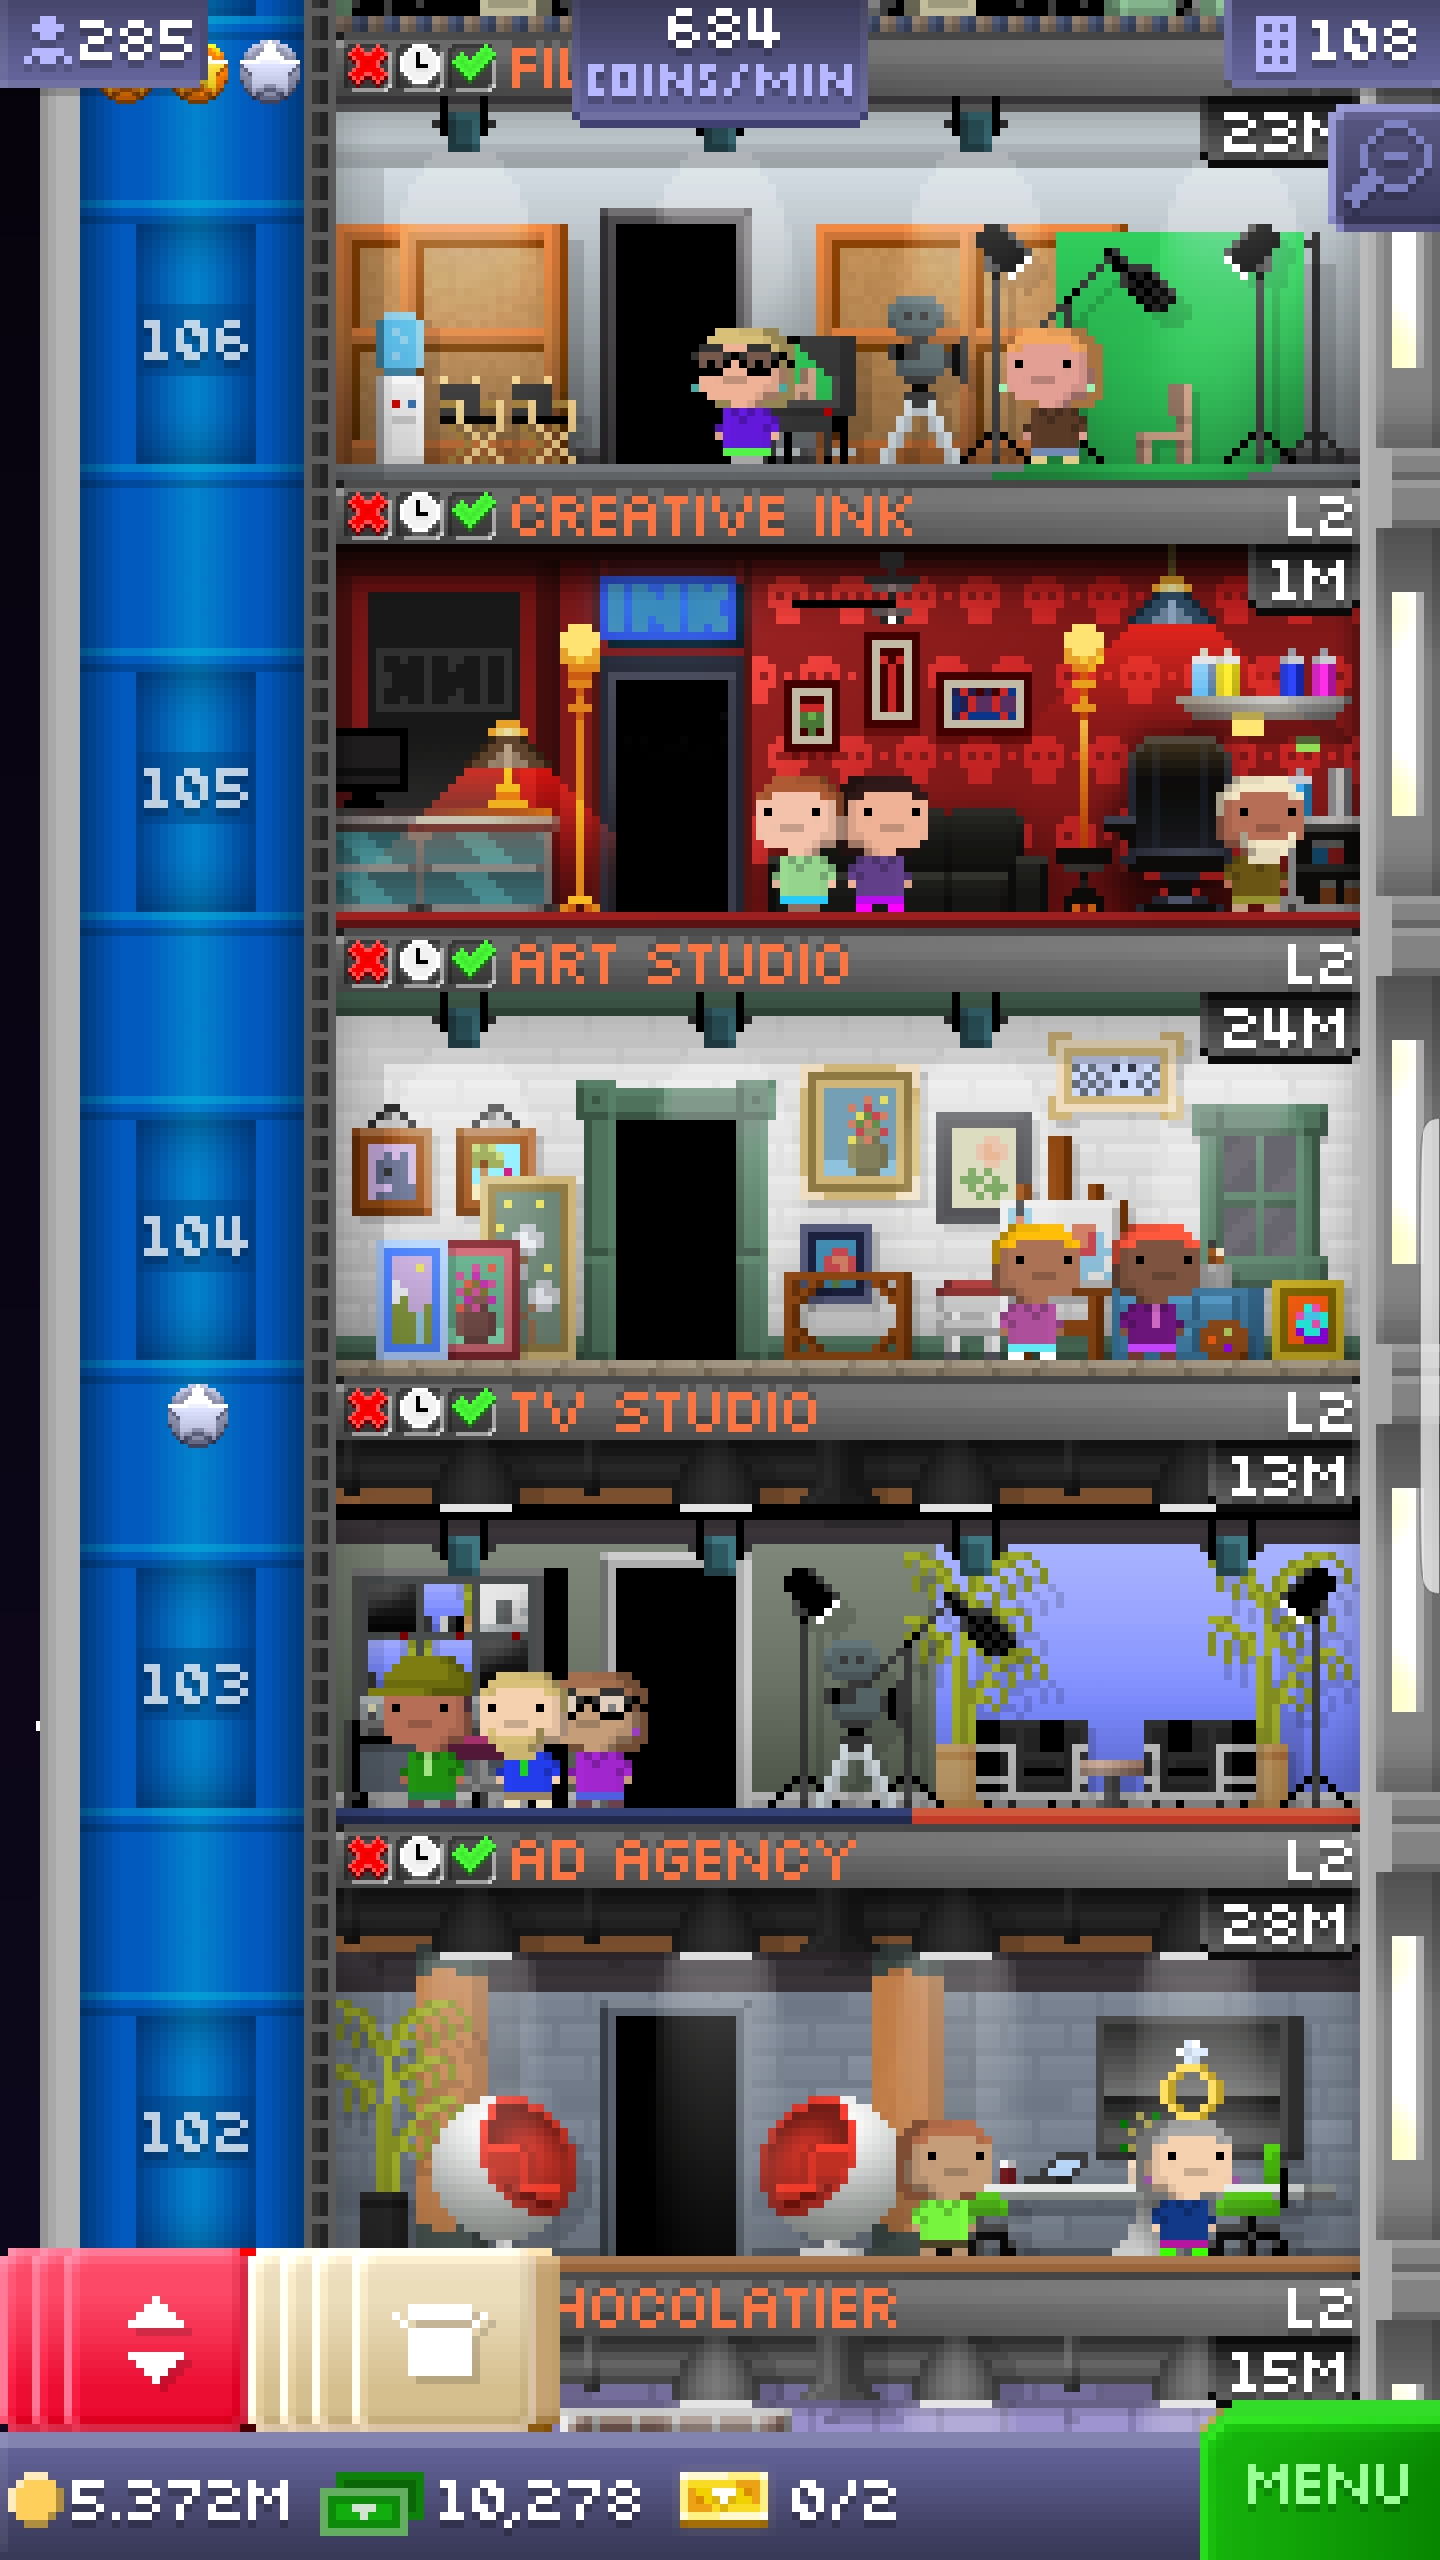 285
684
COINS/MIN
108
FIL
23M
106
CREATIVE INK
L2
1M
INK
INK
105
ART STUDIO
L2
24M
104
TV STUDIO
L2
13M
103
AD AGENCY
L2
28M
102
HOCOLATIER
L2
15M
5.372M
10,278
0/2
MENU